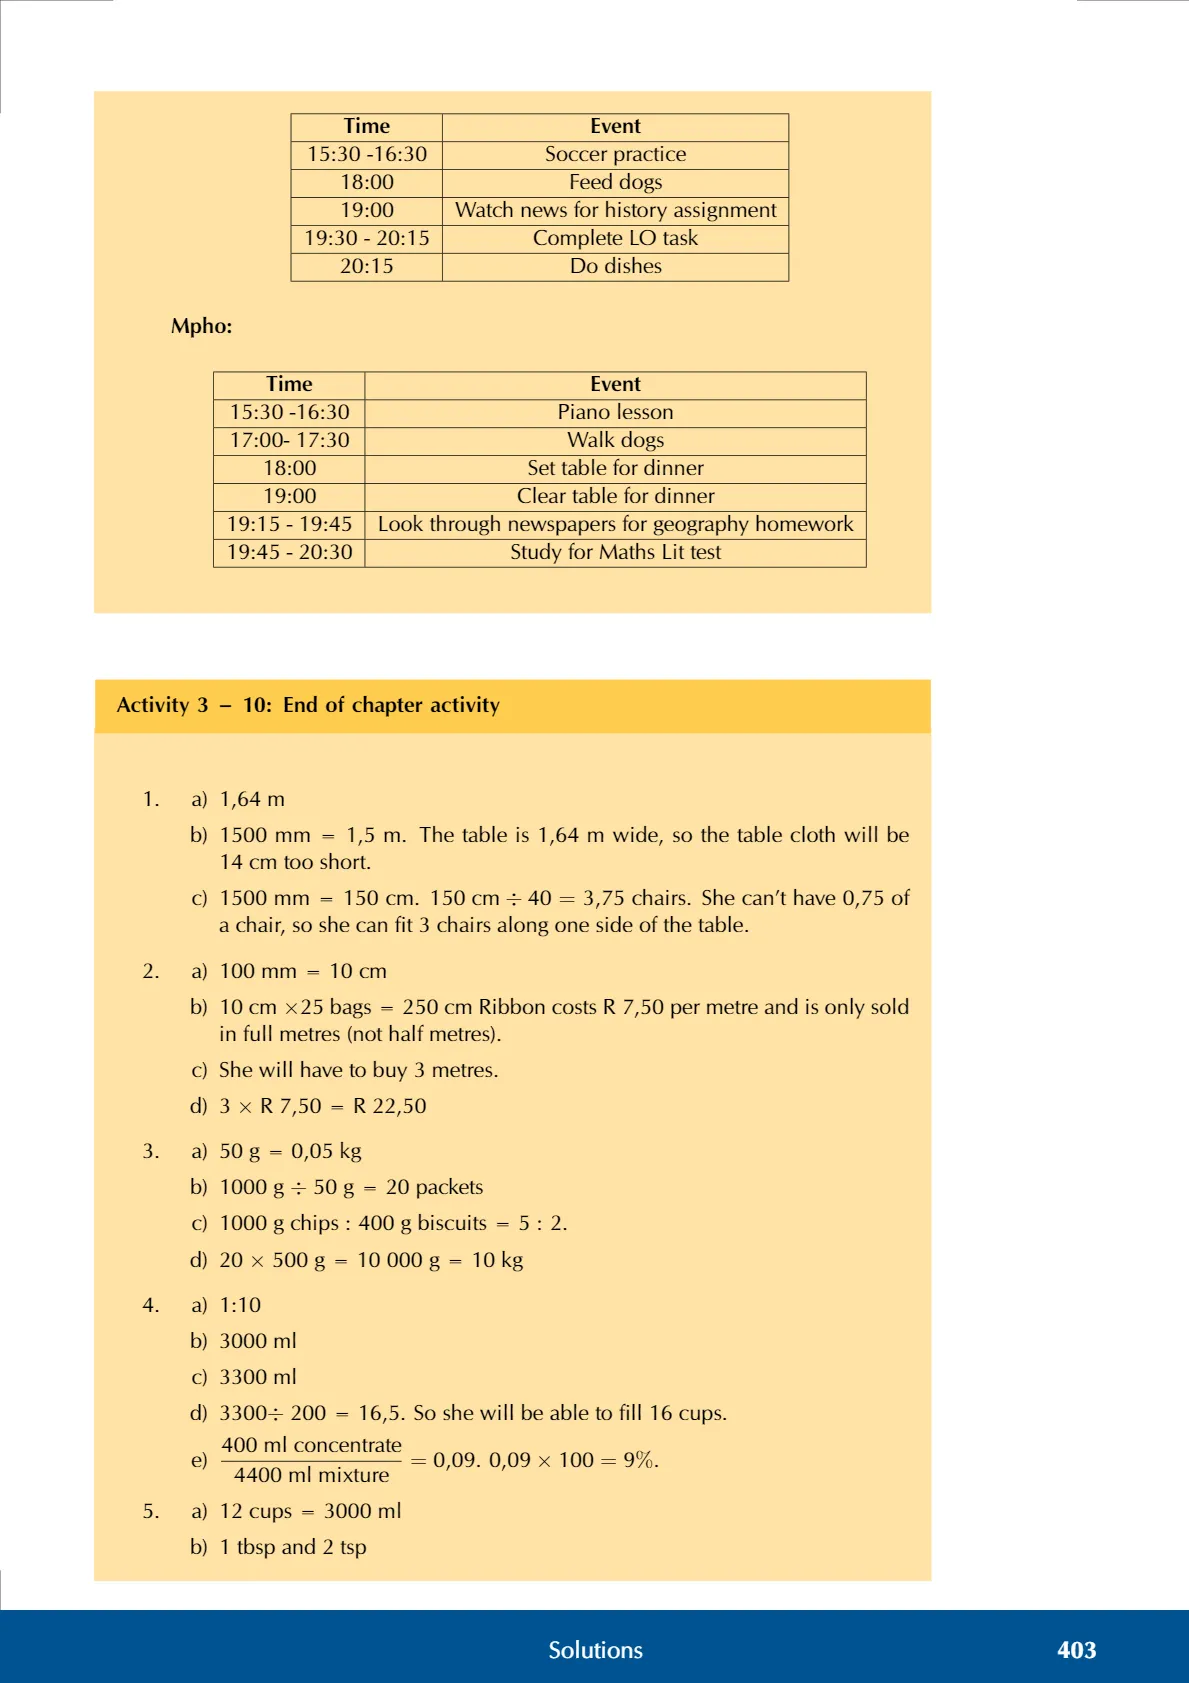 Time Event
15:30 -16:30 Soccer practice
18:00 Feed dogs
19:00 Watch news for history assignment
19:30 - 20:15 Complete LO task
20:15 Do dishes
Mpho:
Time Event
15:30 -16:30 Piano lesson
17:00- 17:30 Walk dogs
18:00 Set table for dinner
19:00 Clear table for dinner
19:15 - 19:45 Look through newspapers for geography homework
19:45 - 20:30 Study for Maths Lit test
Activity 3 – 10: End of chapter activity
1. a) 1,64 m
b) 1500 mm = 1,5 m. The table is 1,64 m wide, so the table cloth will be
14 cm too short.
c) 1500 mm = 150 cm. 150 cm ÷ 40 = 3,75 chairs. She can't have 0,75 of
a chair, so she can fit 3 chairs along one side of the table.
2. a) 100 mm = 10 cm
b) 10 cm ×25 bags = 250 cm Ribbon costs R 7,50 per metre and is only sold
in full metres (not half metres).
c) She will have to buy 3 metres.
d) 3 × R 7,50 = R 22,50
3. a) 50 g = 0,05 kg
b) 1000 g ÷ 50 g = 20 packets
c) 1000 g chips : 400 g biscuits = 5 : 2.
d) 20 × 500 g = 10 000 g = 10 kg
4. a) 1:10
b) 3000 ml
c) 3300 ml
d) 3300÷ 200 = 16,5. So she will be able to fill 16 cups.
e) 400 ml concentrate
4400 ml mixture = 0,09. 0,09 × 100 = 9%.
5. a) 12 cups = 3000 ml
b) 1 tbsp and 2 tsp
Solutions 403